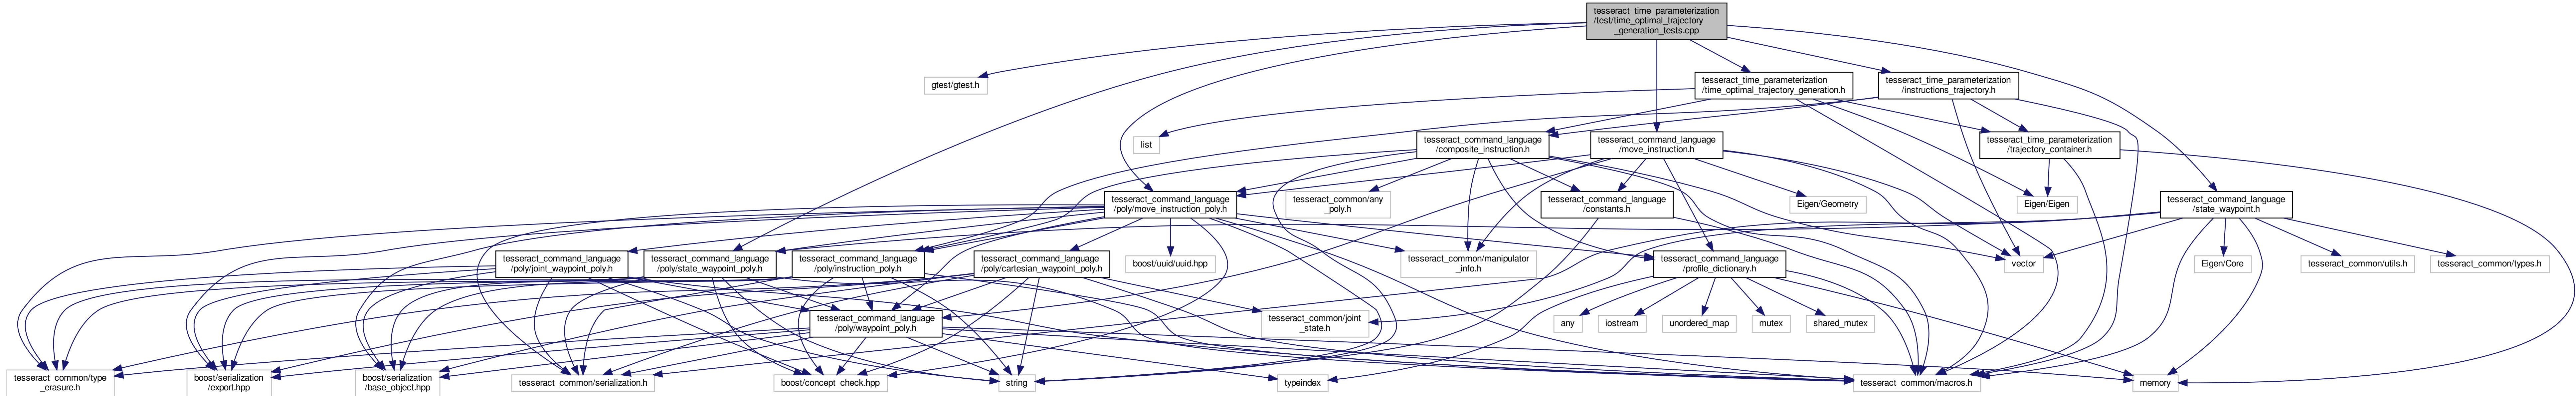 tesseract_time_parameterization
/test/time_optimal_trajectory
_generation_tests.cpp
gtest/gtest.h
tesseract_time_parameterization
/time_optimal_trajectory_generation.h
tesseract_time_parameterization
/instructions_trajectory.h
list
tesseract_command_language
/composite_instruction.h
tesseract_command_language
/move_instruction.h
tesseract_time_parameterization
/trajectory_container.h
tesseract_command_language
/poly/move_instruction_poly.h
tesseract_common/any
_poly.h
tesseract_command_language
/constants.h
Eigen/Geometry
Eigen/Eigen
tesseract_command_language
/state_waypoint.h
tesseract_command_language
/poly/joint_waypoint_poly.h
tesseract_command_language
/poly/state_waypoint_poly.h
tesseract_command_language
/poly/instruction_poly.h
tesseract_command_language
/poly/cartesian_waypoint_poly.h
boost/uuid/uuid.hpp
tesseract_common/manipulator
_info.h
tesseract_command_language
/profile_dictionary.h
vector
Eigen/Core
tesseract_common/utils.h
tesseract_common/types.h
tesseract_command_language
/poly/waypoint_poly.h
tesseract_common/joint
_state.h
any
iostream
unordered_map
mutex
shared_mutex
tesseract_common/type
_erasure.h
boost/serialization
/export.hpp
boost/serialization
/base_object.hpp
tesseract_common/serialization.h
boost/concept_check.hpp
string
typeindex
tesseract_common/macros.h
memory